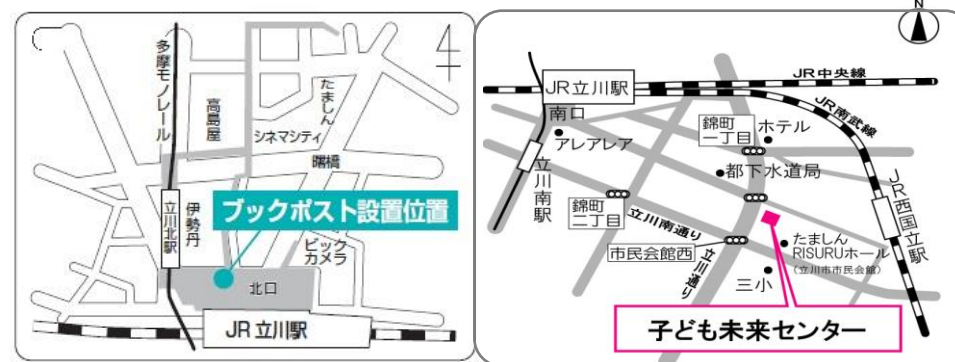 多摩モノレール
高島屋
たましん
シネマシティ
曙橋
立川北駅
伊勢丹
ブックポスト設置位置
ビック
カメラ
北口
JR立川駅
N
JR中央線
JR立川駅
JR南武線
南口
アレアレア
錦町
一丁目
ホテル
都下水道局
立川南駅
錦町
二丁目
立川南通り
市民会館西
立川通り
たましん
RISURUホール
(立川市市民会館)
三小
JR西国立駅
子ども未来センター